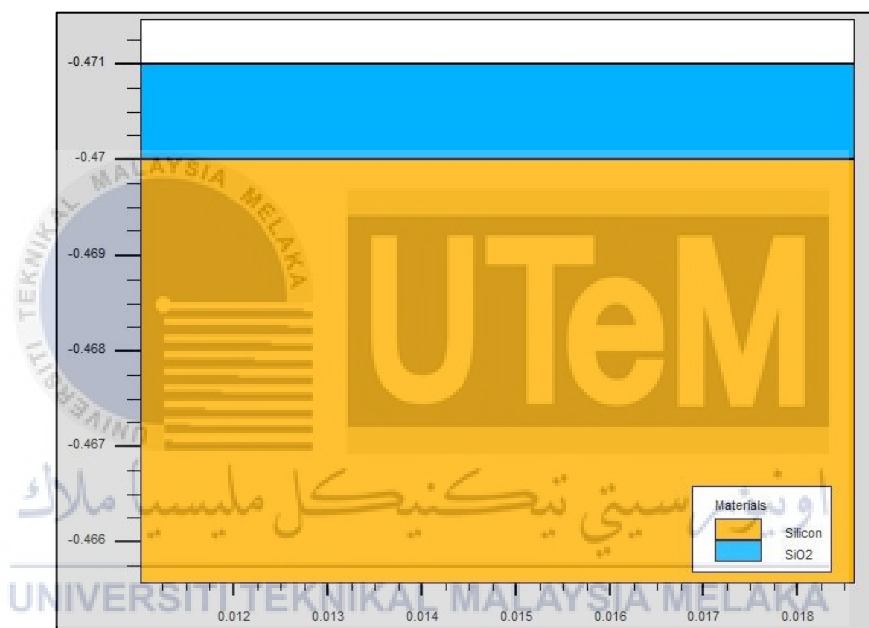 -0.471
-0.47
-0.469
-0.468
-0.467
-0.466
UNIVERSITI TEKNIKAL MALAYSIA MELAKA
UTeM
اونيۏرسيتي تيكنيكل مليسيا ملاك
Materials
Silicon
SiO2
UNIVERSITI TEKNIKAL MALAYSIA MELAKA
0.012 0.013 0.014 0.015 0.016 0.017 0.018